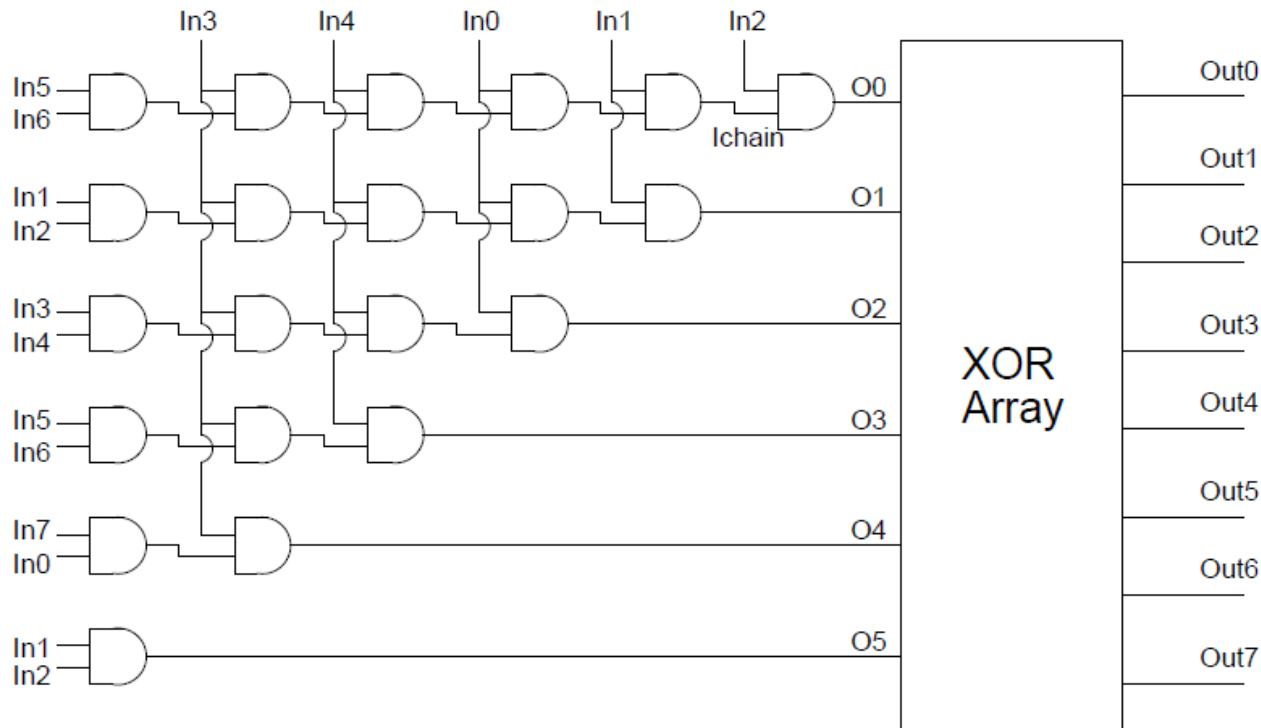 In3 In4 In0 In1 In2
In5
In6
O0
Out0
Ichain
Out1
In1
In2
O1
Out2
In3
In4
O2
Out3
XOR
Array
Out4
In5
In6
O3
Out5
In7
In0
O4
Out6
In1
In2
O5
Out7